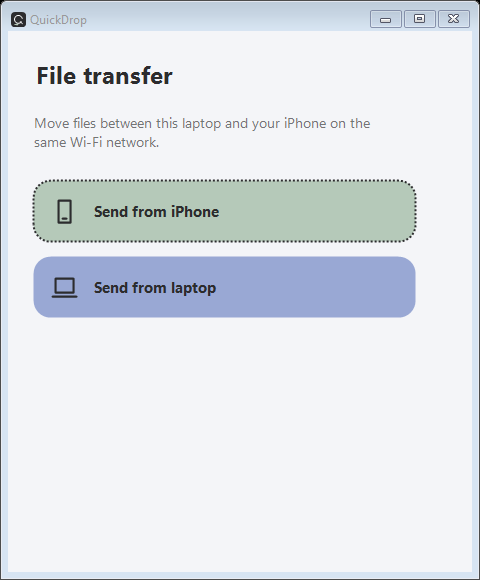 QuickDrop
File transfer
Move files between this laptop and your iPhone on the
same Wi-Fi network.
Send from iPhone
Send from laptop